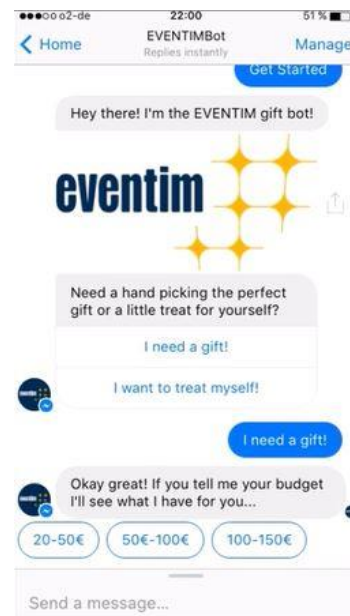 o2-de
22:00
51 %
Home
EVENTIMBot
Manage
Replies instantly
Get Started
Hey there! I'm the EVENTIM gift bot!
eventim
Need a hand picking the perfect
gift or a little treat for yourself?
I need a gift!
I want to treat myself!
I need a gift!
Okay great! If you tell me your budget
I'll see what I have for you...
20-50€
50€-100€
100-150€
Send a message...